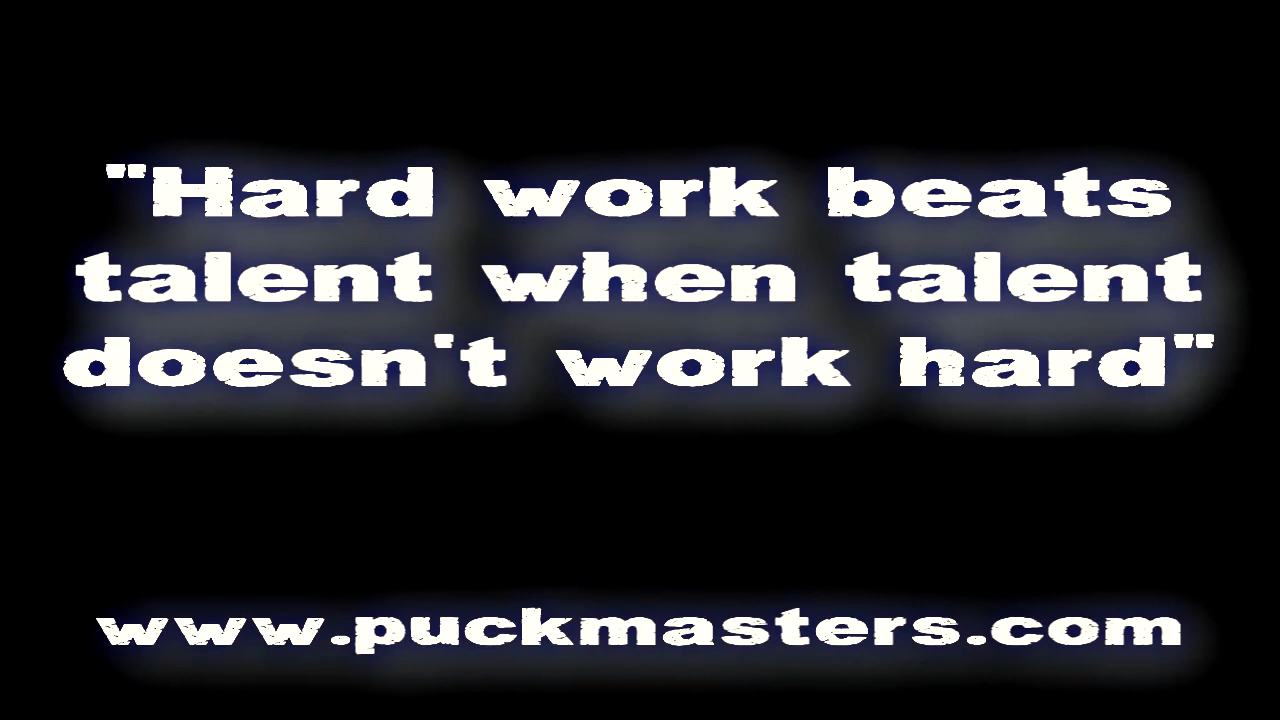 "Hard work beats
talent when talent
doesn't work hard"
www.puckmasters.com